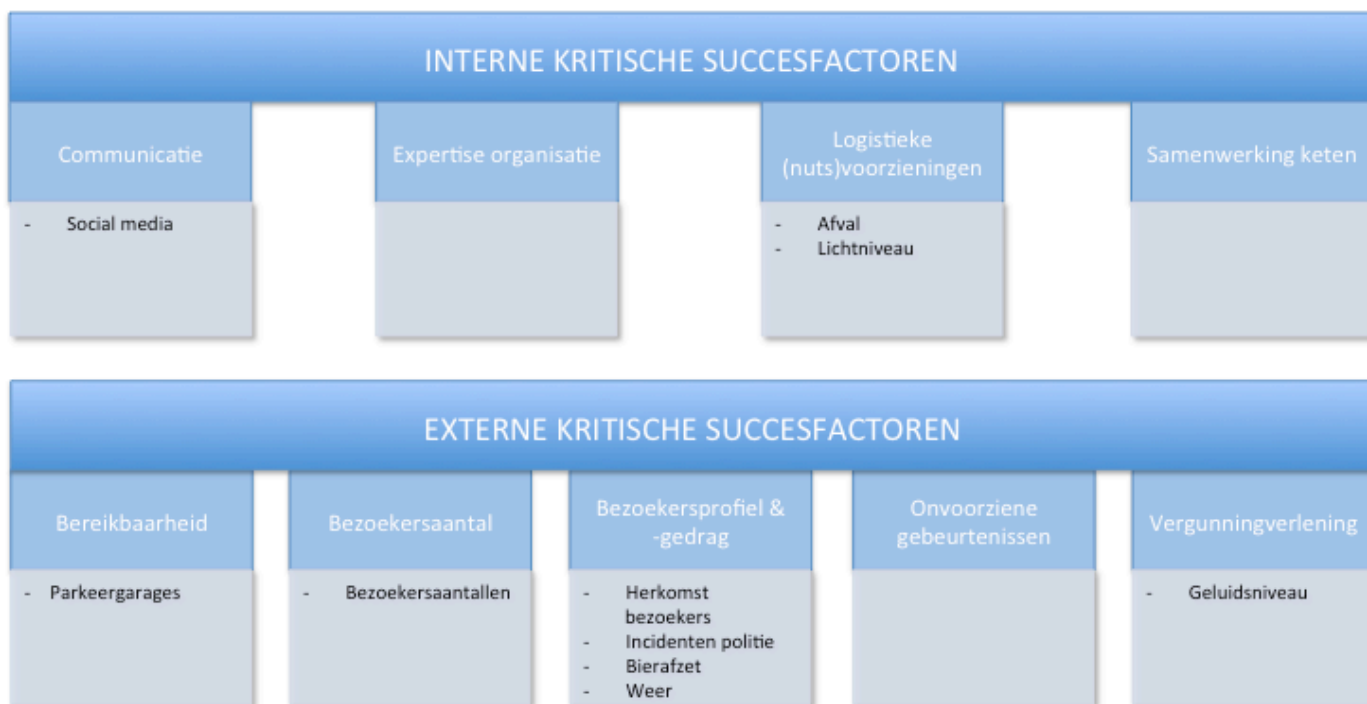 INTERNE KRITISCHE SUCCESFACTOREN
Communicatie
- Social media
Expertise organisatie
Logistieke
(nuts)voorzieningen
- Afval
- Lichtniveau
Samenwerking keten
EXTERNE KRITISCHE SUCCESFACTOREN
Bereikbaarheid
- Parkeergarages
Bezoekersaantal
- Bezoekersaantallen
Bezoekersprofiel &
-gedrag
- Herkomst
bezoekers
- Incidenten politie
- Bierafzet
- Weer
Onvoorziene
gebeurtenissen
Vergunningverlening
- Geluidsniveau